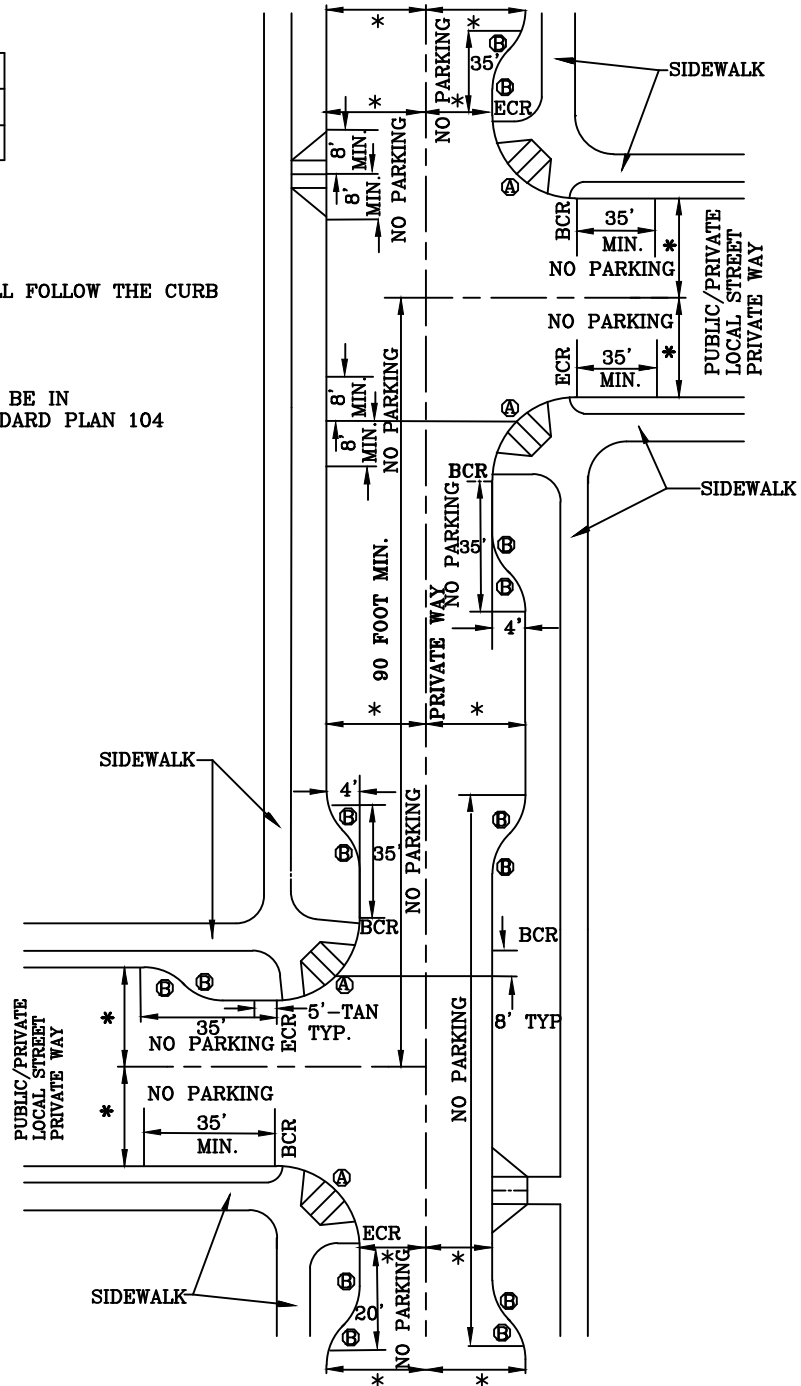 *
*
B
35'
NO PARKING
SIDEWALK
B
*
*
ECR
8'
MIN.
8'
MIN.
NO PARKING
A
BCR
35'
MIN.
*
NO PARKING
PUBLIC/PRIVATE
LOCAL STREET
PRIVATE WAY
LL FOLLOW THE CURB
NO PARKING
ECR
35'
MIN.
*
BE IN
DARD PLAN 104
8'
MIN.
8'
MIN.
NO PARKING
A
BCR
SIDEWALK
NO PARKING
35'
B
B
4'
90 FOOT MIN.
PRIVATE WAY
*
*
SIDEWALK
4'
B
B
35'
NO PARKING
B
B
BCR
BCR
A
8' TYP
B
B
35'
5'-TAN
TYP.
ECR
NO PARKING
*
PUBLIC/PRIVATE
LOCAL STREET
PRIVATE WAY
NO PARKING
*
35'
MIN.
BCR
NO PARKING
A
ECR
*
*
SIDEWALK
B
20'
B
NO PARKING
B
B
*
*